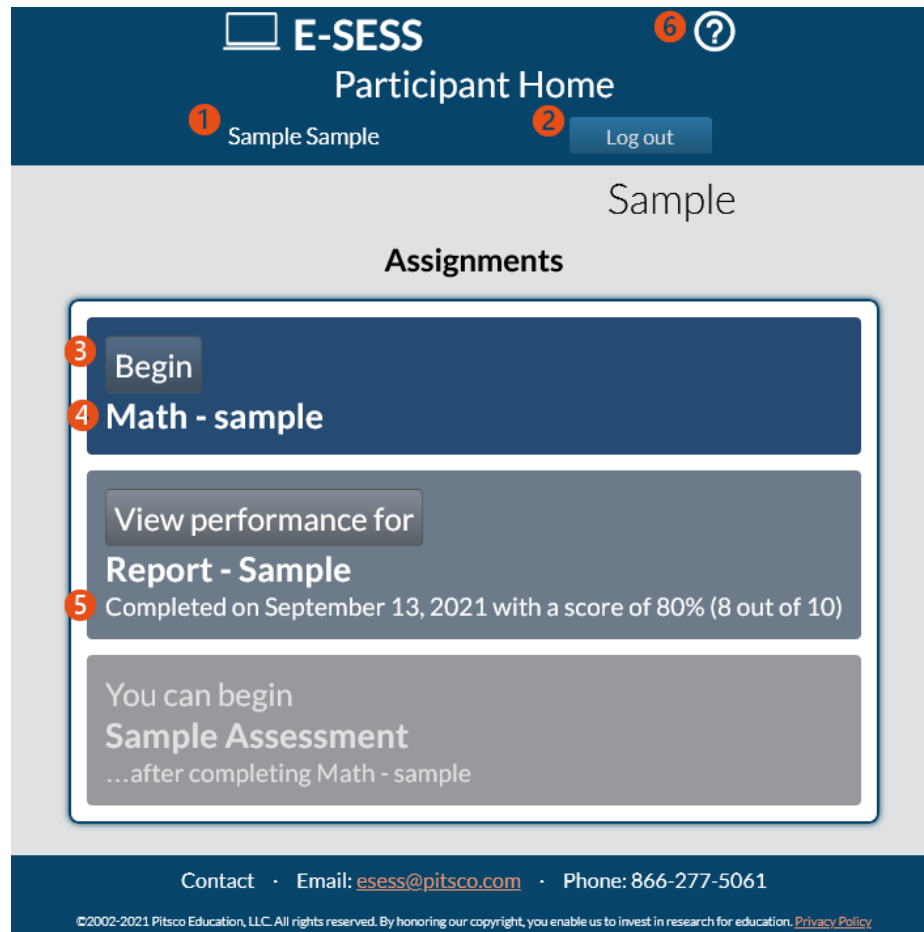 E-SESS
6 ?
Participant Home
1 Sample Sample
2 Log out
Sample
Assignments
3 Begin
4 Math - sample
View performance for
Report - Sample
5 Completed on September 13, 2021 with a score of 80% (8 out of 10)
You can begin
Sample Assessment
...after completing Math - sample
Contact · Email: esess@pitsco.com · Phone: 866-277-5061
©2002-2021 Pitsco Education, LLC. All rights reserved. By honoring our copyright, you enable us to invest in research for education. Privacy Policy